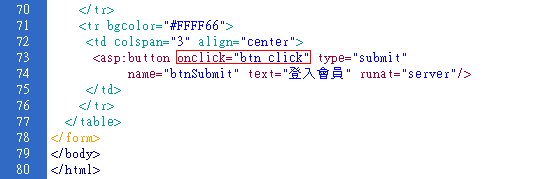 70 </tr>
71 <tr bgColor="#FFFF66">
72 <td colspan="3" align="center">
73 <asp:button onclick="btn_click" type="submit"
74 name="btnSubmit" text="登入會員" runat="server"/>
75 </td>
76 </tr>
77 </table>
78 </form>
79 </body>
80 </html>